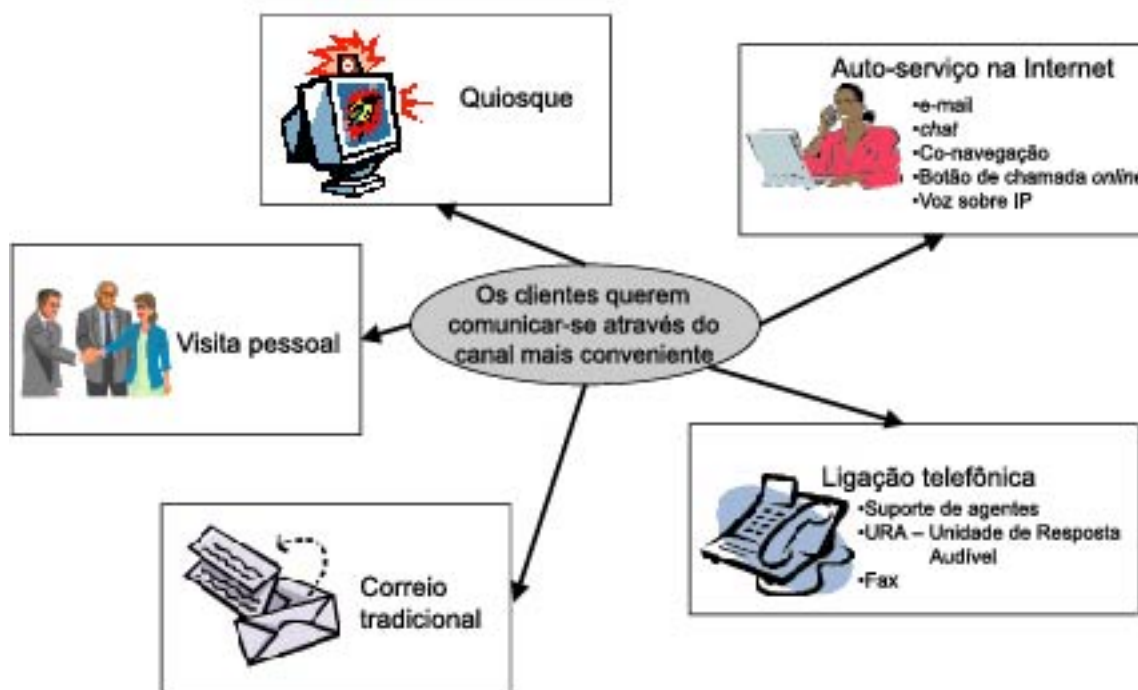 Quiosque
Auto-serviço na Internet
•e-mail
•chat
•Co-navegação
•Botão de chamada online
•Voz sobre IP
Os clientes querem
comunicar-se através do
canal mais conveniente
Visita pessoal
Ligação telefônica
•Suporte de agentes
•URA – Unidade de Resposta
Audível
•Fax
Correio
tradicional